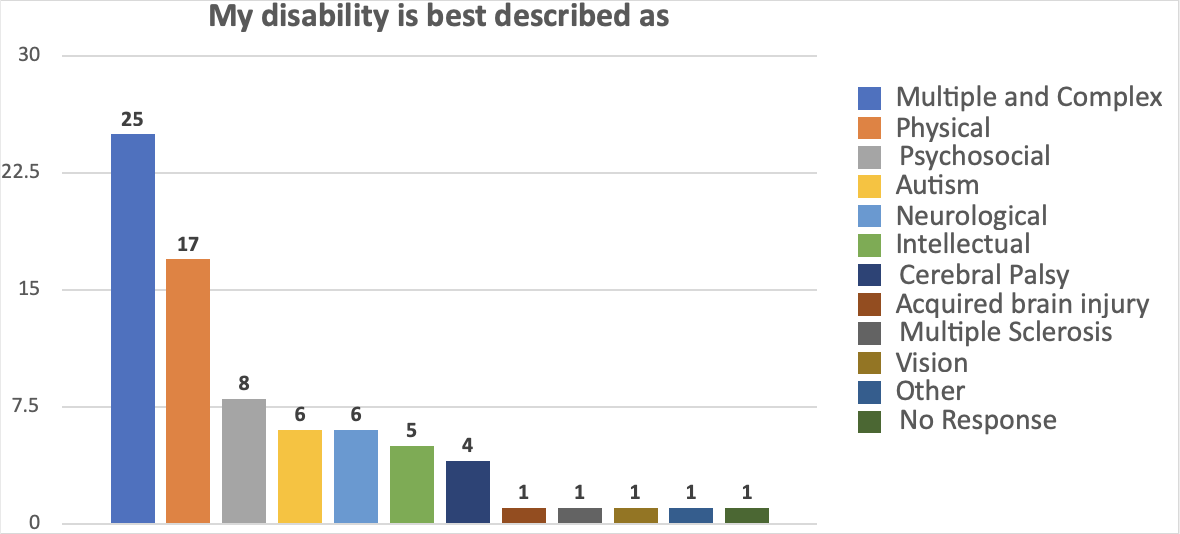 My disability is best described as
30
22.5
15
7.5
0
25
17
8
6
6
5
4
1
1
1
1
1
Multiple and Complex
Physical
Psychosocial
Autism
Neurological
Intellectual
Cerebral Palsy
Acquired brain injury
Multiple Sclerosis
Vision
Other
No Response